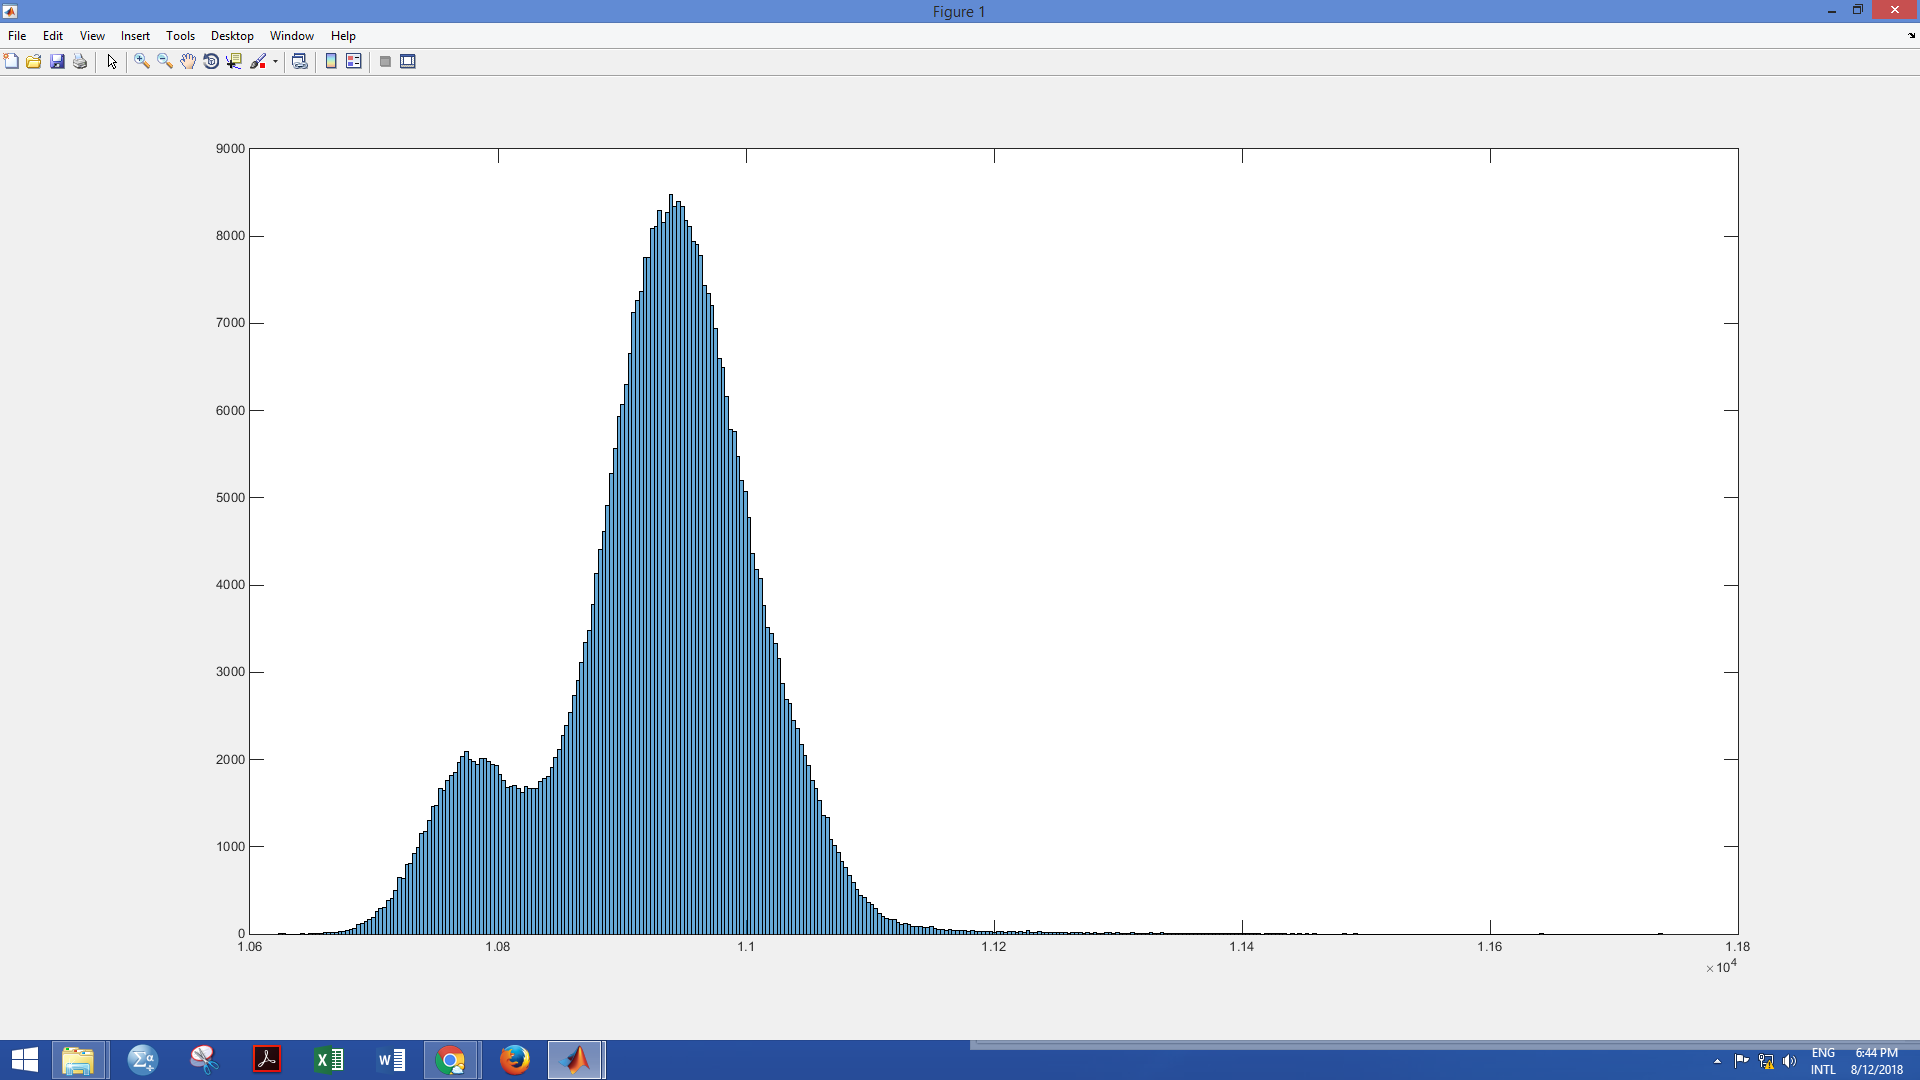 Figure 1
File Edit View Insert Tools Desktop Window Help
9000
8000
7000
6000
5000
4000
3000
2000
1000
0
1.06 1.08 1.1 1.12 1.14 1.16 1.18
×10^4
ENG 6:44 PM
INTL 8/12/2018